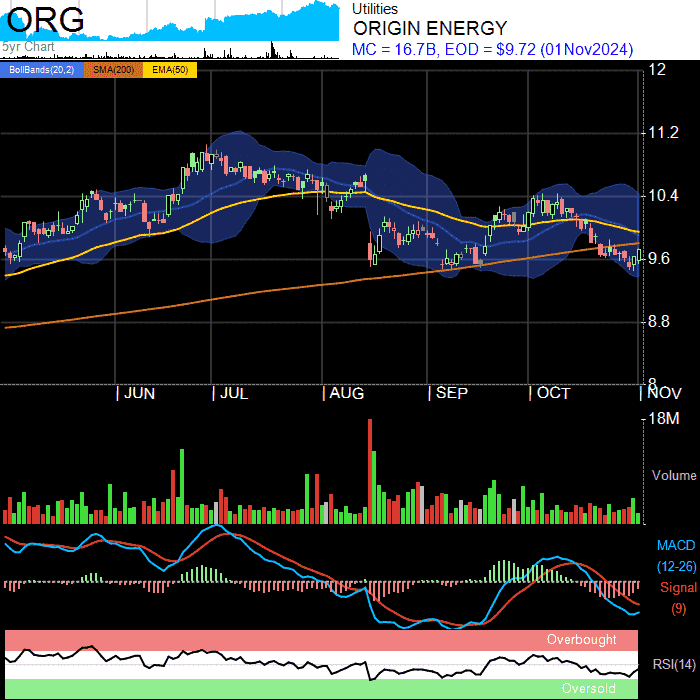 ORG
5yr Chart
Utilities
ORIGIN ENERGY
MC = 16.7B, EOD = $9.72 (01Nov2024)
BollBands(20,2) SMA(200) EMA(50)
12
11.2
10.4
9.6
8.8
8
JUN JUL AUG SEP OCT NOV
18M
Volume
MACD
(12-26)
Signal
(9)
Overbought
RSI(14)
Oversold